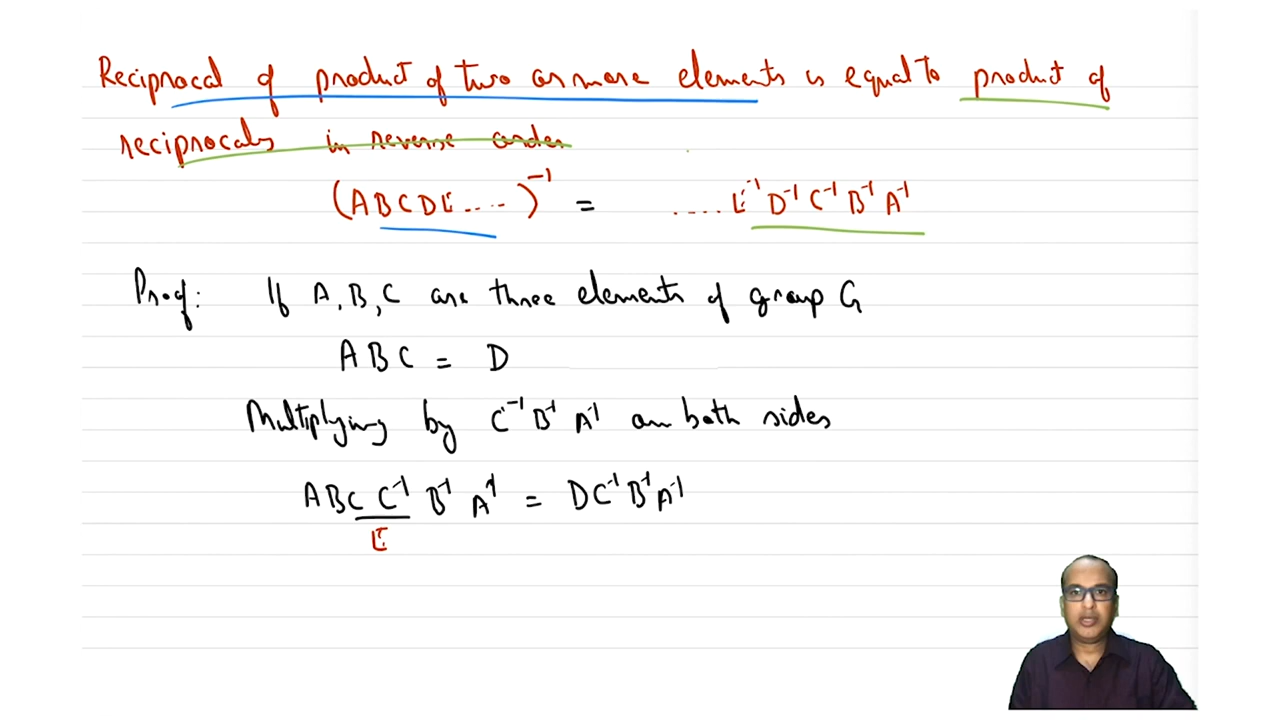 Reciprocal of product of two or more elements is equal to product of
reciprocals in reverse order
(ABCDE....)⁻¹ = ....E⁻¹ D⁻¹ C⁻¹ B⁻¹ A⁻¹
Proof: If A, B, C are three elements of group G
ABC = D
Multiplying by C⁻¹ B⁻¹ A⁻¹ on both sides
ABC C⁻¹ B⁻¹ A⁻¹ = DC⁻¹ B⁻¹ A⁻¹
E